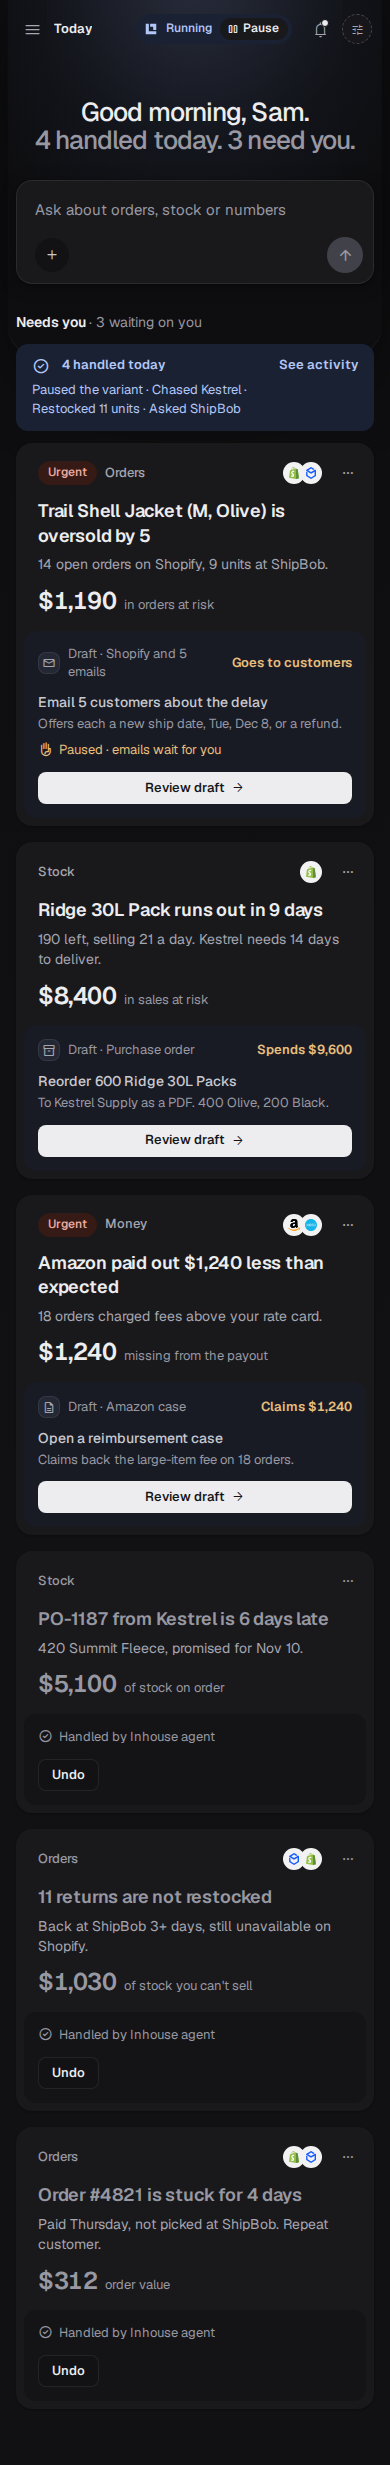 Today
Running
Pause
Good morning, Sam.
4 handled today. 3 need you.
Ask about orders, stock or numbers
Needs you · 3 waiting on you
4 handled today
See activity
Paused the variant · Chased Kestrel ·
Restocked 11 units · Asked ShipBob
Urgent
Orders
Trail Shell Jacket (M, Olive) is
oversold by 5
14 open orders on Shopify, 9 units at ShipBob.
$1,190 in orders at risk
Draft · Shopify and 5
emails
Goes to customers
Email 5 customers about the delay
Offers each a new ship date, Tue, Dec 8, or a refund.
Paused · emails wait for you
Review draft →
Stock
Ridge 30L Pack runs out in 9 days
190 left, selling 21 a day. Kestrel needs 14 days
to deliver.
$8,400 in sales at risk
Draft · Purchase order
Spends $9,600
Reorder 600 Ridge 30L Packs
To Kestrel Supply as a PDF. 400 Olive, 200 Black.
Review draft →
Urgent
Money
Amazon paid out $1,240 less than
expected
18 orders charged fees above your rate card.
$1,240 missing from the payout
Draft · Amazon case
Claims $1,240
Open a reimbursement case
Claims back the large-item fee on 18 orders.
Review draft →
Stock
PO-1187 from Kestrel is 6 days late
420 Summit Fleece, promised for Nov 10.
$5,100 of stock on order
Handled by Inhouse agent
Undo
Orders
11 returns are not restocked
Back at ShipBob 3+ days, still unavailable on
Shopify.
$1,030 of stock you can't sell
Handled by Inhouse agent
Undo
Orders
Order #4821 is stuck for 4 days
Paid Thursday, not picked at ShipBob. Repeat
customer.
$312 order value
Handled by Inhouse agent
Undo